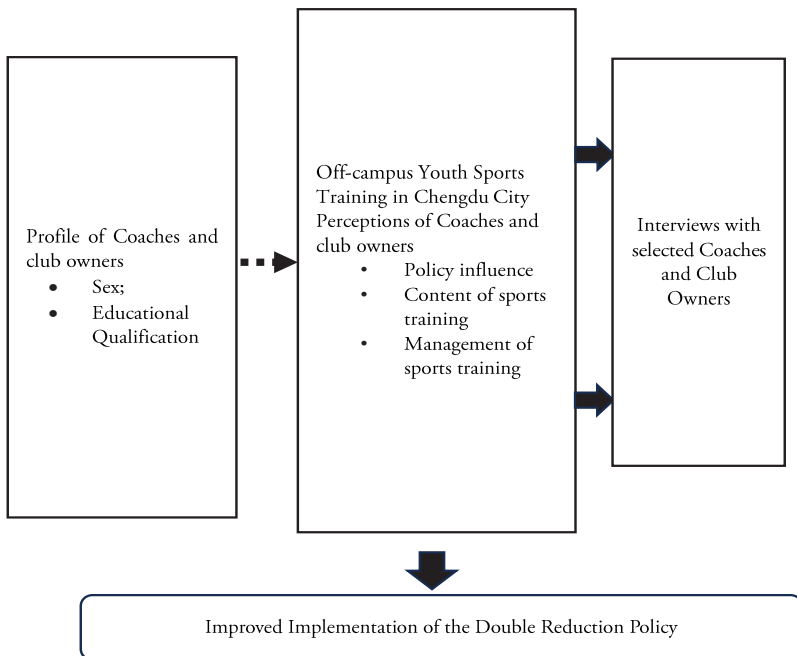 Profile of Coaches and
club owners
• Sex;
• Educational
Qualification
Off-campus Youth Sports
Training in Chengdu City
Perceptions of Coaches and
club owners
• Policy influence
• Content of sports
training
• Management of
sports training
Interviews with
selected Coaches
and Club
Owners
Improved Implementation of the Double Reduction Policy